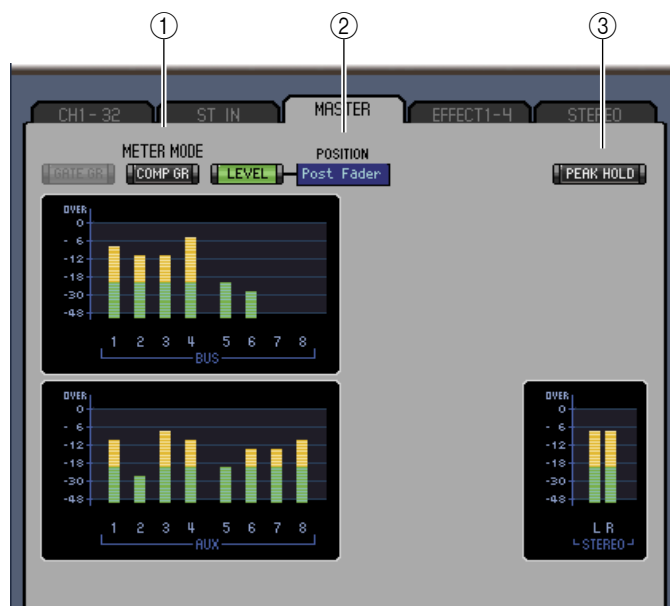 ① ② ③
CH1-32 ST IN MASTER EFFECT1-4 STEREO
METER MODE POSITION
GATE GR COMP GR LEVEL Post Fader PEAK HOLD
OVER
0
- 6
-12
-18
-30
-48
1 2 3 4 5 6 7 8
BUS
OVER
0
- 6
-12
-18
-30
-48
1 2 3 4 5 6 7 8
AUX
OVER
0
- 6
-12
-18
-30
-48
L R
STEREO